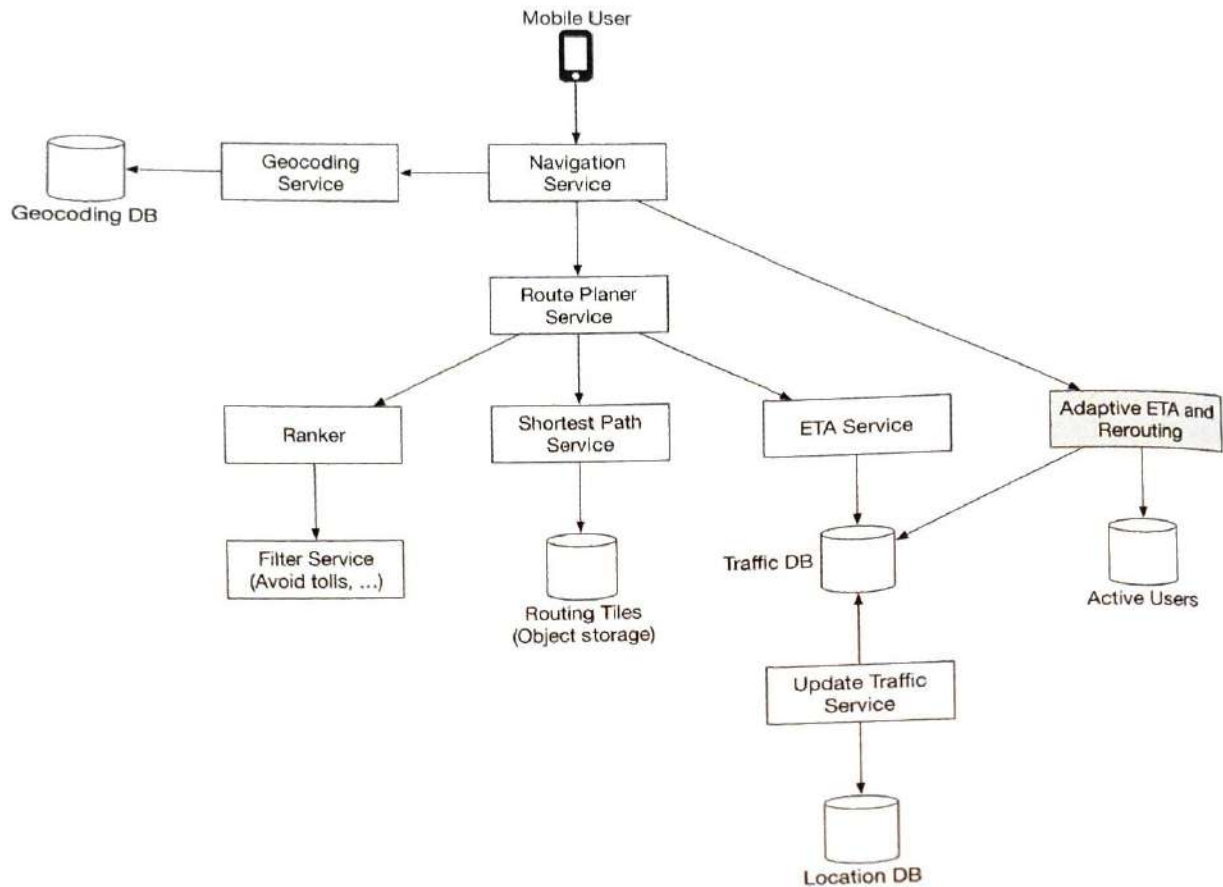 Mobile User
Geocoding
Service
Navigation
Service
Geocoding DB
Route Planer
Service
Ranker
Shortest Path
Service
ETA Service
Adaptive ETA and
Rerouting
Filter Service
(Avoid tolls, ...)
Routing Tiles
(Object storage)
Traffic DB
Active Users
Update Traffic
Service
Location DB